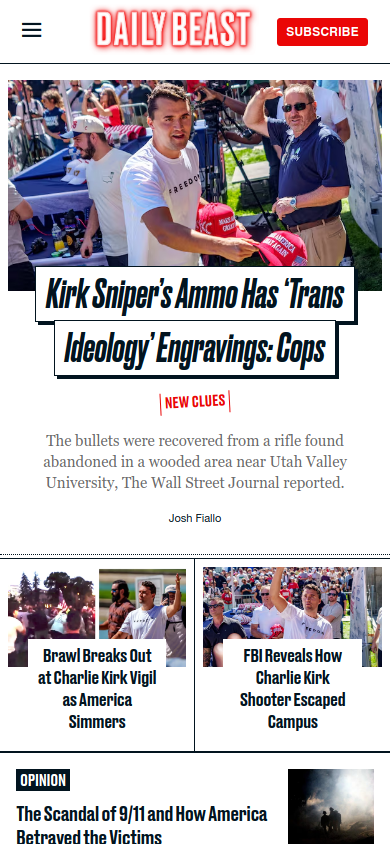 DAILY BEAST
SUBSCRIBE
FREEDOM
Kirk Sniper's Ammo Has ‘Trans
Ideology’ Engravings: Cops
NEW CLUES
The bullets were recovered from a rifle found
abandoned in a wooded area near Utah Valley
University, The Wall Street Journal reported.
Josh Fiallo
Brawl Breaks Out
at Charlie Kirk Vigil
as America
Simmers
FBI Reveals How
Charlie Kirk
Shooter Escaped
Campus
OPINION
The Scandal of 9/11 and How America
Betrayed the Victims